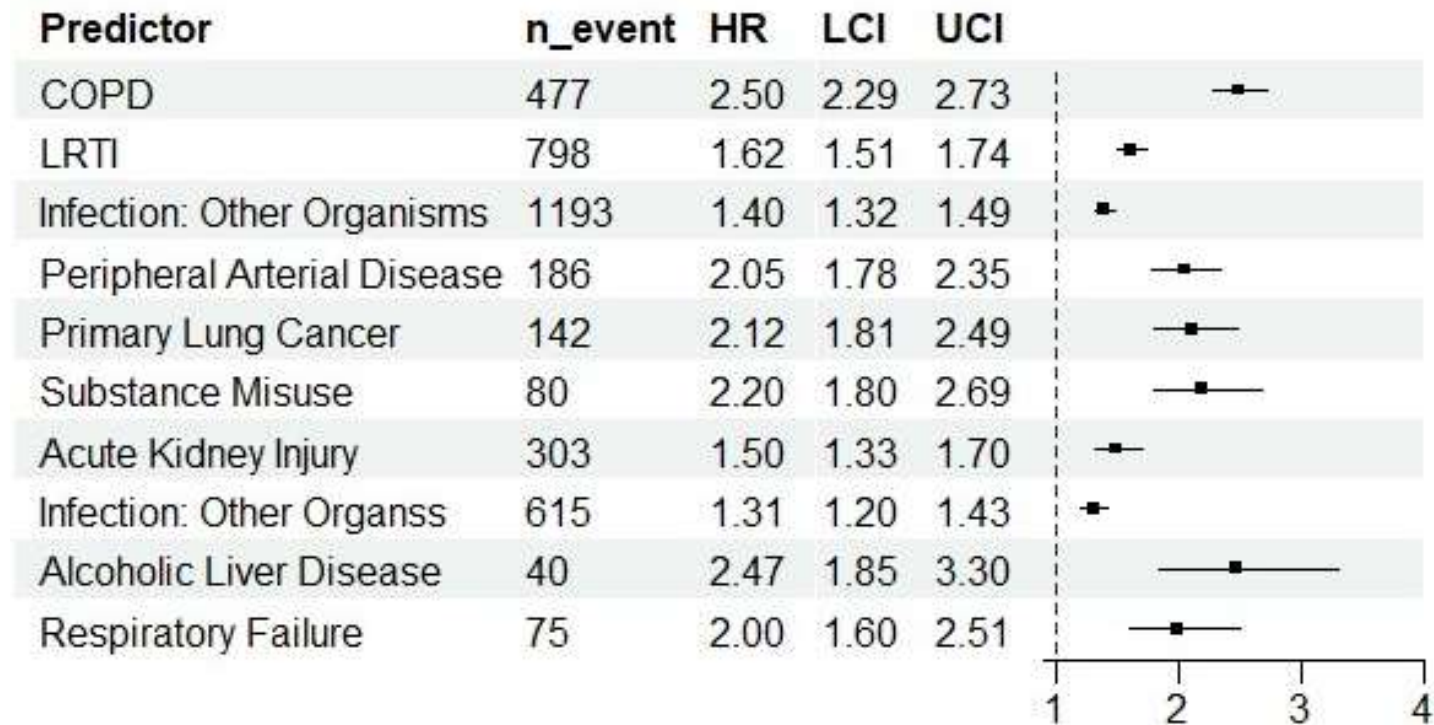 Predictor n_event HR LCI UCI
COPD 477 2.50 2.29 2.73
LRTI 798 1.62 1.51 1.74
Infection: Other Organisms 1193 1.40 1.32 1.49
Peripheral Arterial Disease 186 2.05 1.78 2.35
Primary Lung Cancer 142 2.12 1.81 2.49
Substance Misuse 80 2.20 1.80 2.69
Acute Kidney Injury 303 1.50 1.33 1.70
Infection: Other Organss 615 1.31 1.20 1.43
Alcoholic Liver Disease 40 2.47 1.85 3.30
Respiratory Failure 75 2.00 1.60 2.51
1 2 3 4